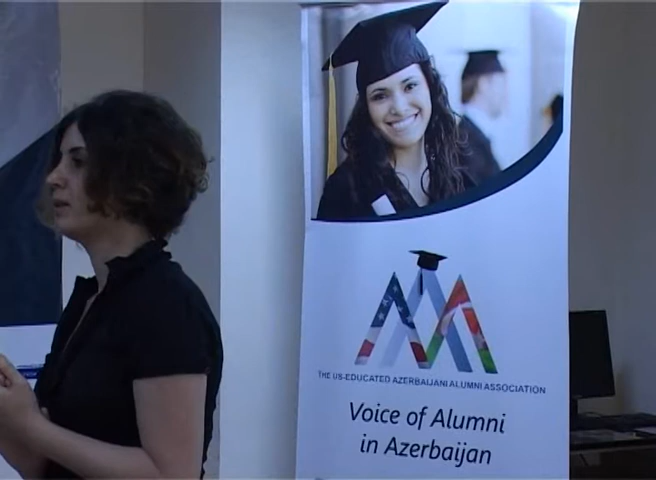 THE US-EDUCATED AZERBAIJANI ALUMNI ASSOCIATION
Voice of Alumni
in Azerbaijan